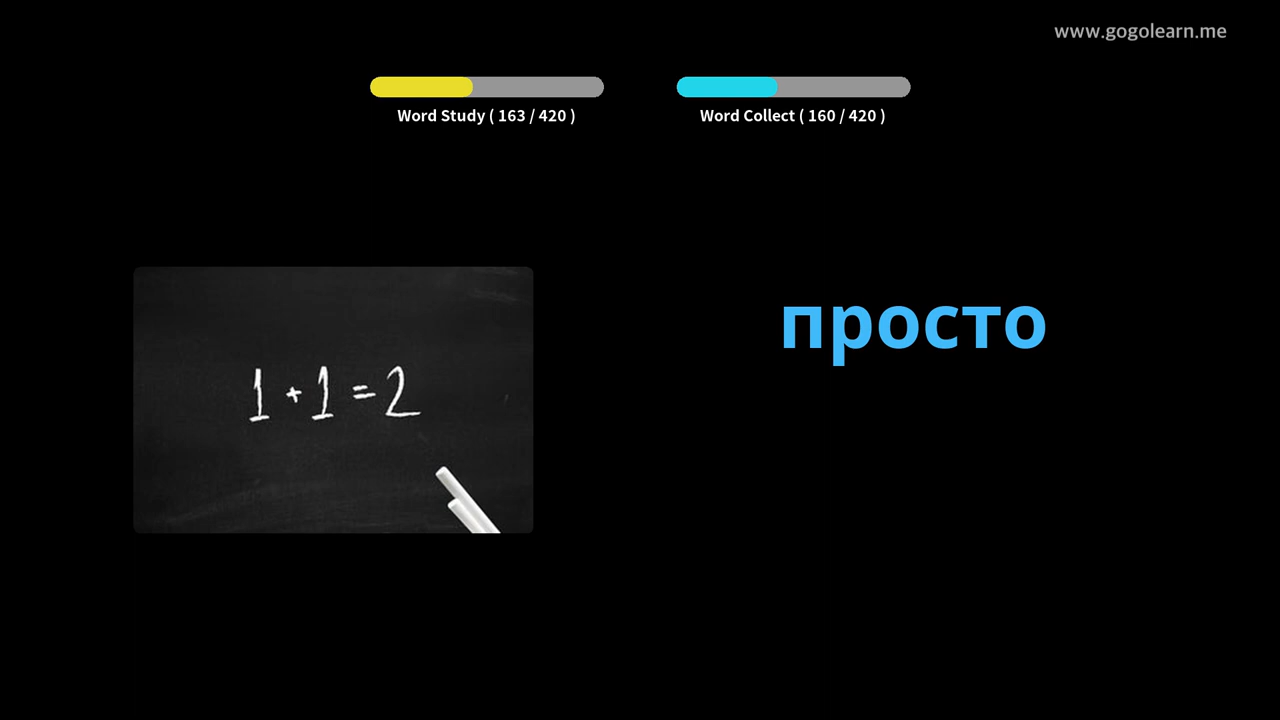 www.gogolearn.me
Word Study ( 163 / 420 )
Word Collect ( 160 / 420 )
1 + 1 = 2
просто